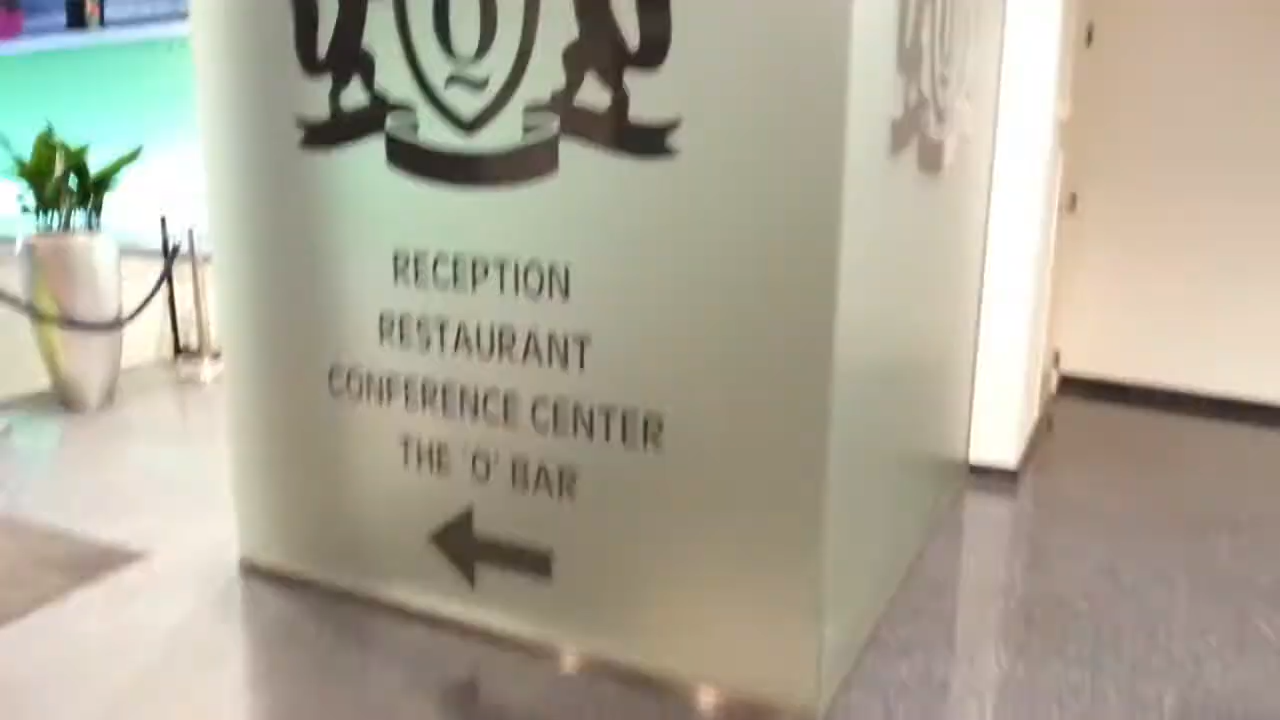 Q
RECEPTION
RESTAURANT
CONFERENCE CENTER
THE 'Q' BAR